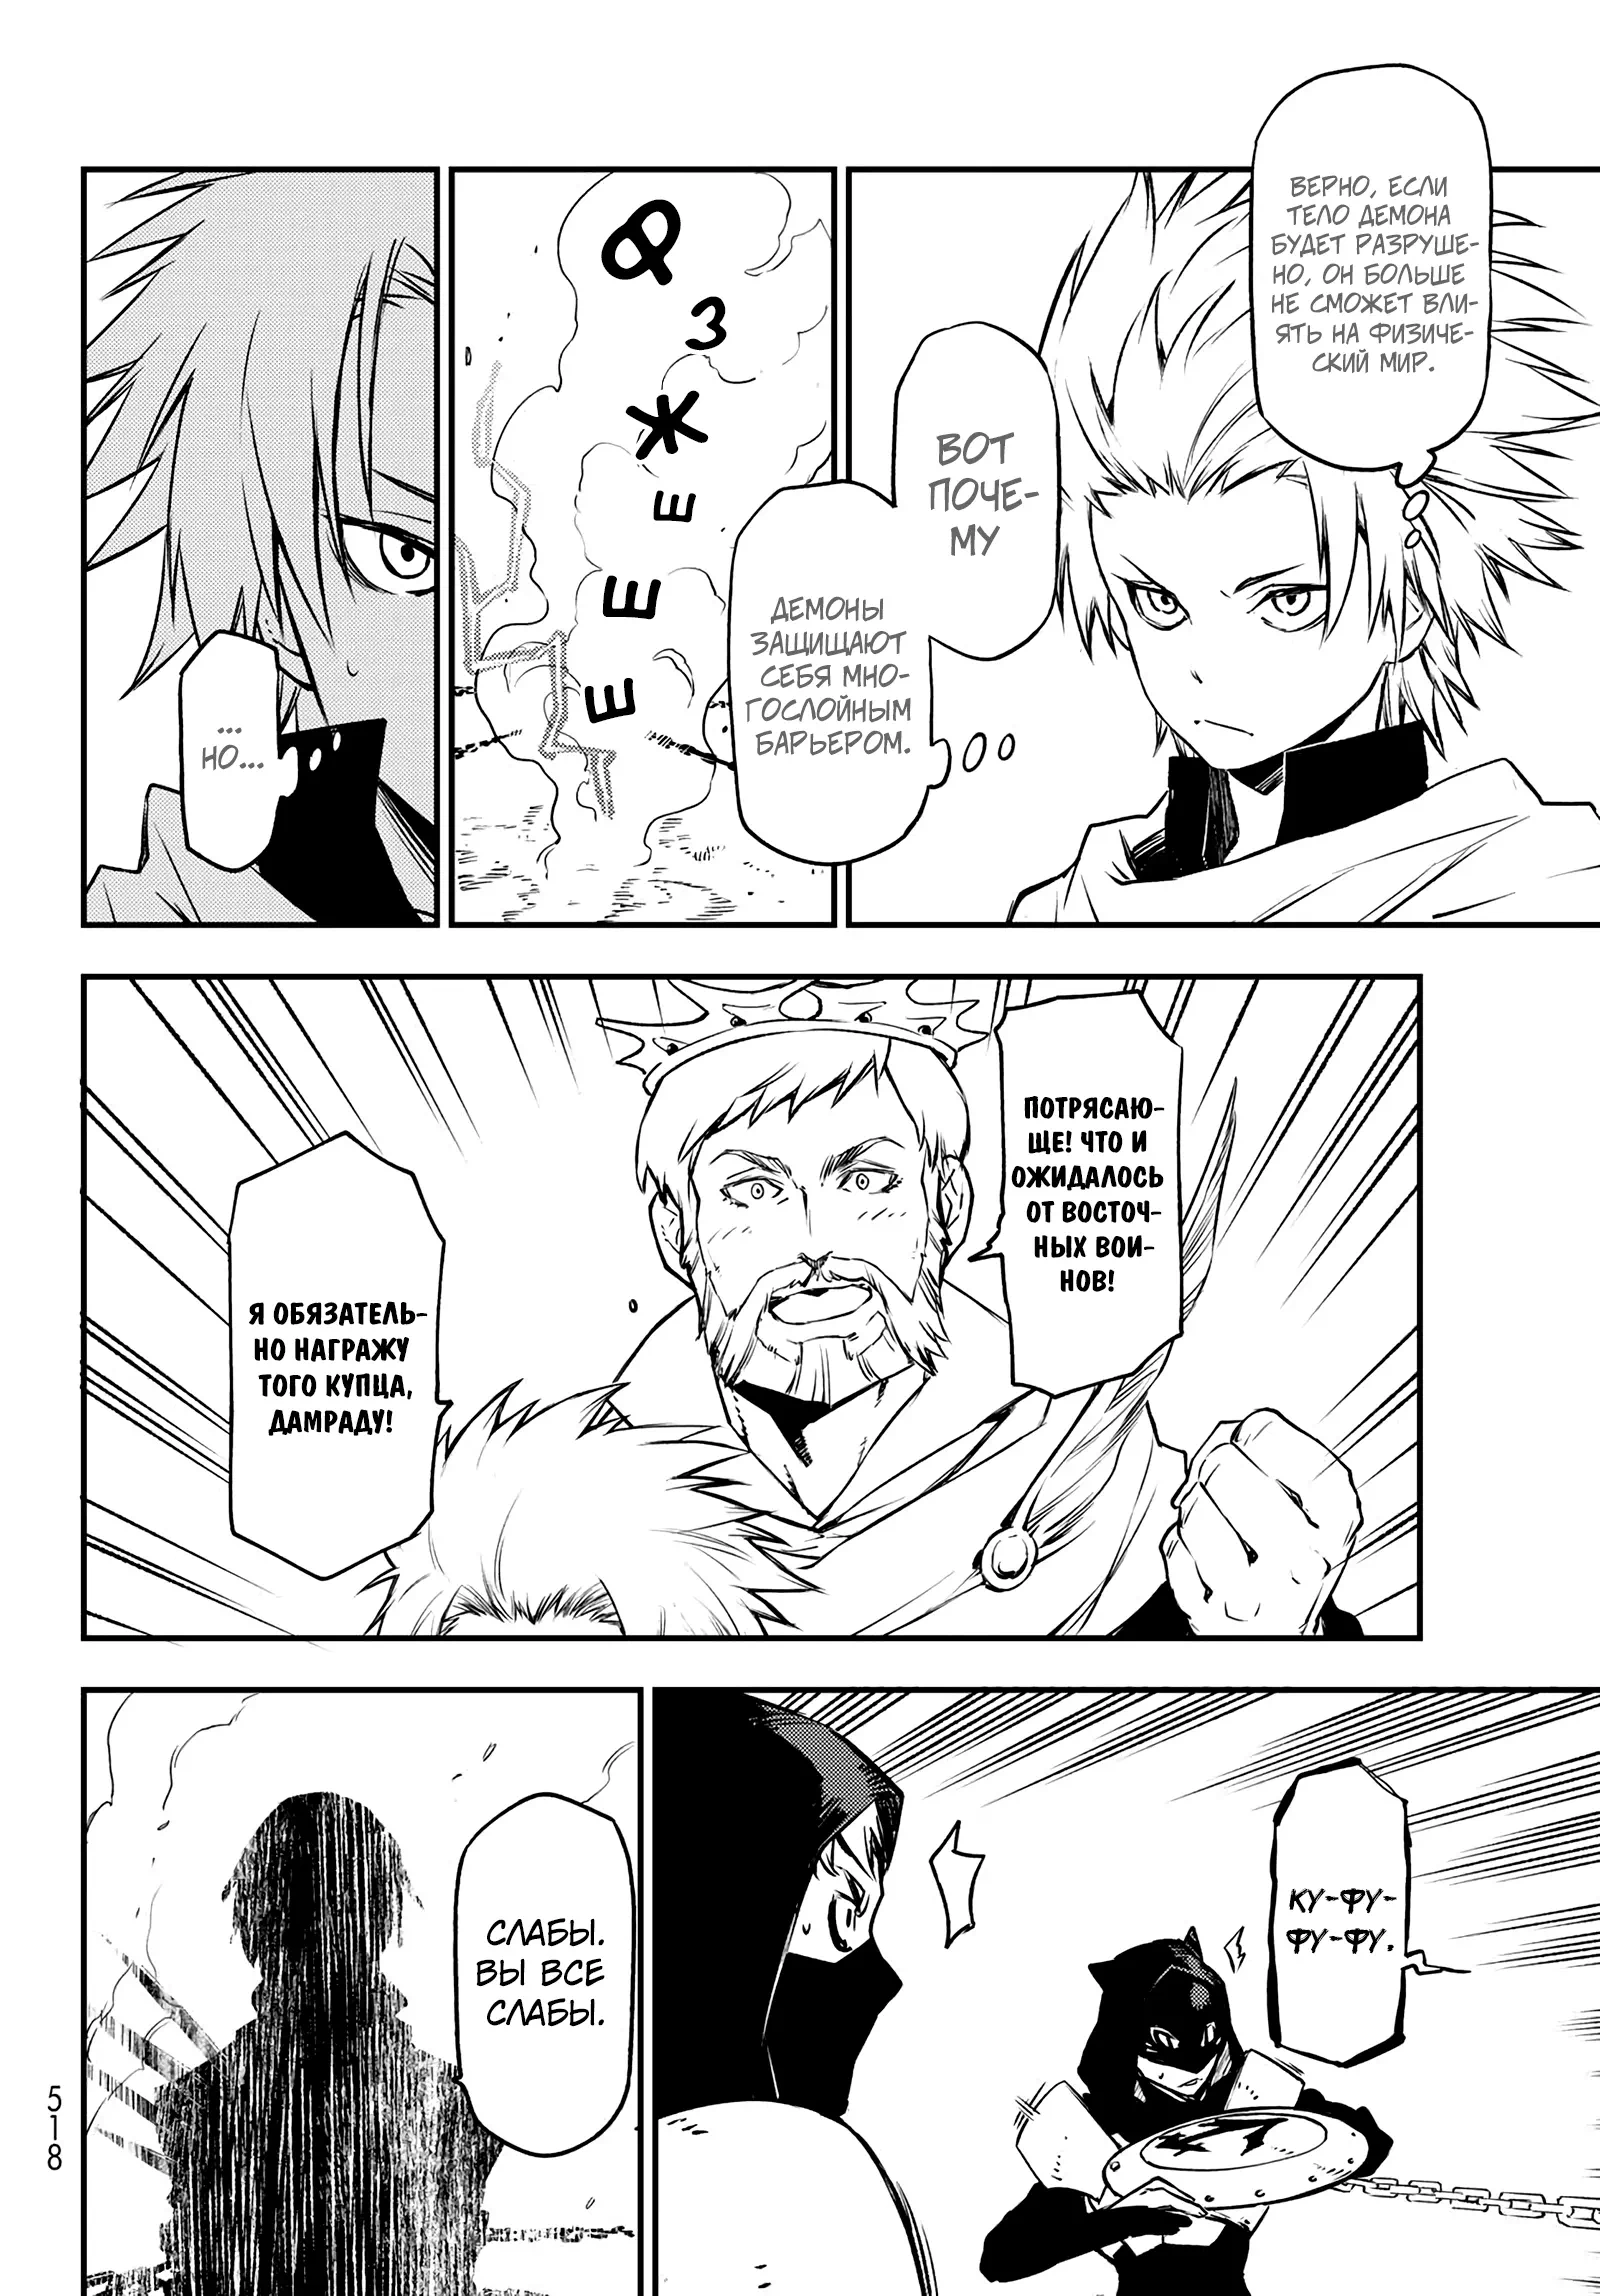 ВЕРНО, ЕСЛИ
ТЕЛО ДЕМОНА
БУДЕТ РАЗРУШЕ-
НО, ОН БОЛЬШЕ
НЕ СМОЖЕТ ВЛИ-
ЯТЬ НА ФИЗИЧЕ-
СКИЙ МИР.
ВОТ
ПОЧЕ-
МУ
ДЕМОНЫ
ЗАЩИЩАЮТ
СЕБЯ МНО-
ГОСЛОЙНЫМ
БАРЬЕРОМ.
Ф
З
Ж
Е
Е
Е
...
НО...
ПОТРЯСАЮ-
ЩЕ! ЧТО И
ОЖИДАЛОСЬ
ОТ ВОСТОЧ-
НЫХ ВОИ-
НОВ!
Я ОБЯЗАТЕЛЬ-
НО НАГРАЖУ
ТОГО КУПЦА,
ДАМРАДУ!
КУ-ФУ-
ФУ-ФУ.
СЛАБЫ.
ВЫ ВСЕ
СЛАБЫ.
518